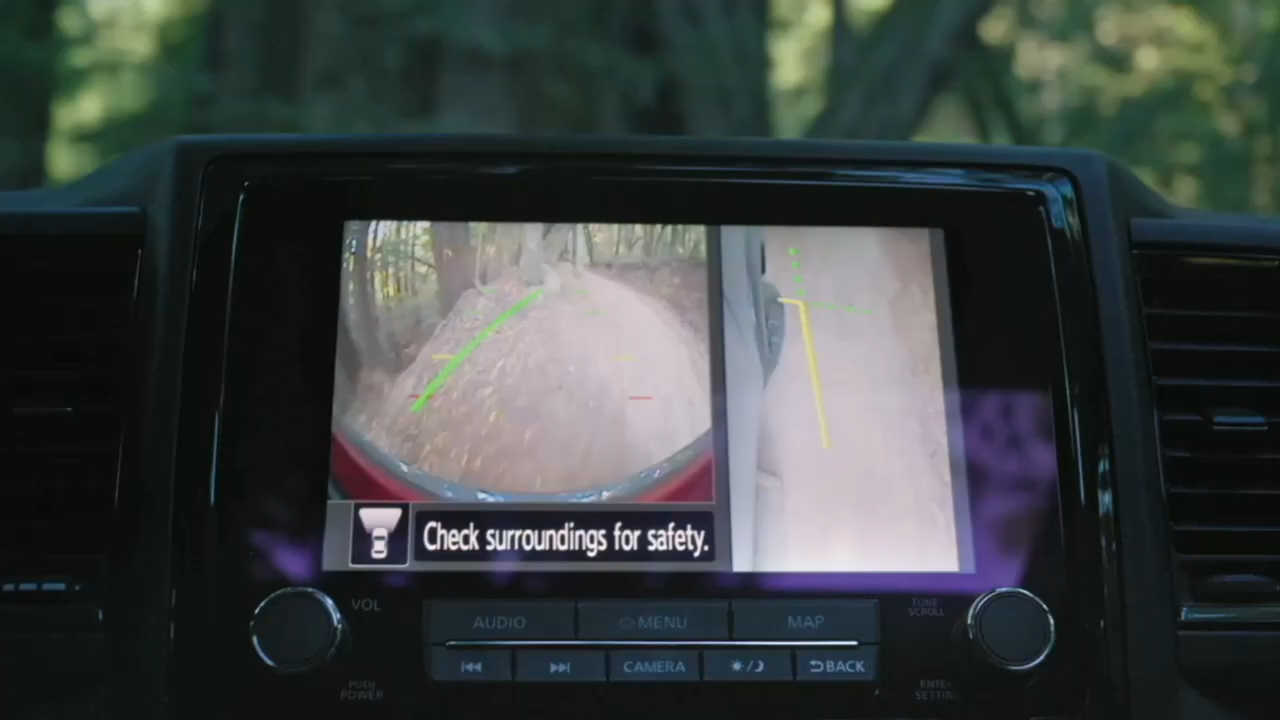 Check surroundings for safety.
VOL
TUNE
SCROLL
AUDIO
MENU
MAP
CAMERA
BACK
PUSH
POWER
ENTER
SETTING